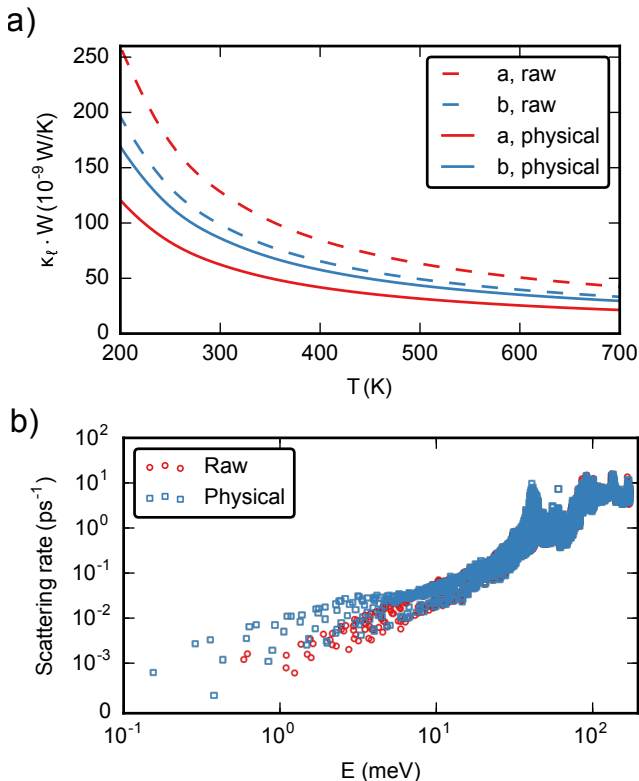 a)
250
200
150
100
50
0
κℓ · W (10⁻⁹ W/K)
a, raw
b, raw
a, physical
b, physical
200 300 400 500 600 700
T (K)
b)
10²
10¹
10⁰
10⁻¹
10⁻²
10⁻³
0
Scattering rate (ps⁻¹)
Raw
Physical
10⁻¹ 10⁰ 10¹ 10²
E (meV)